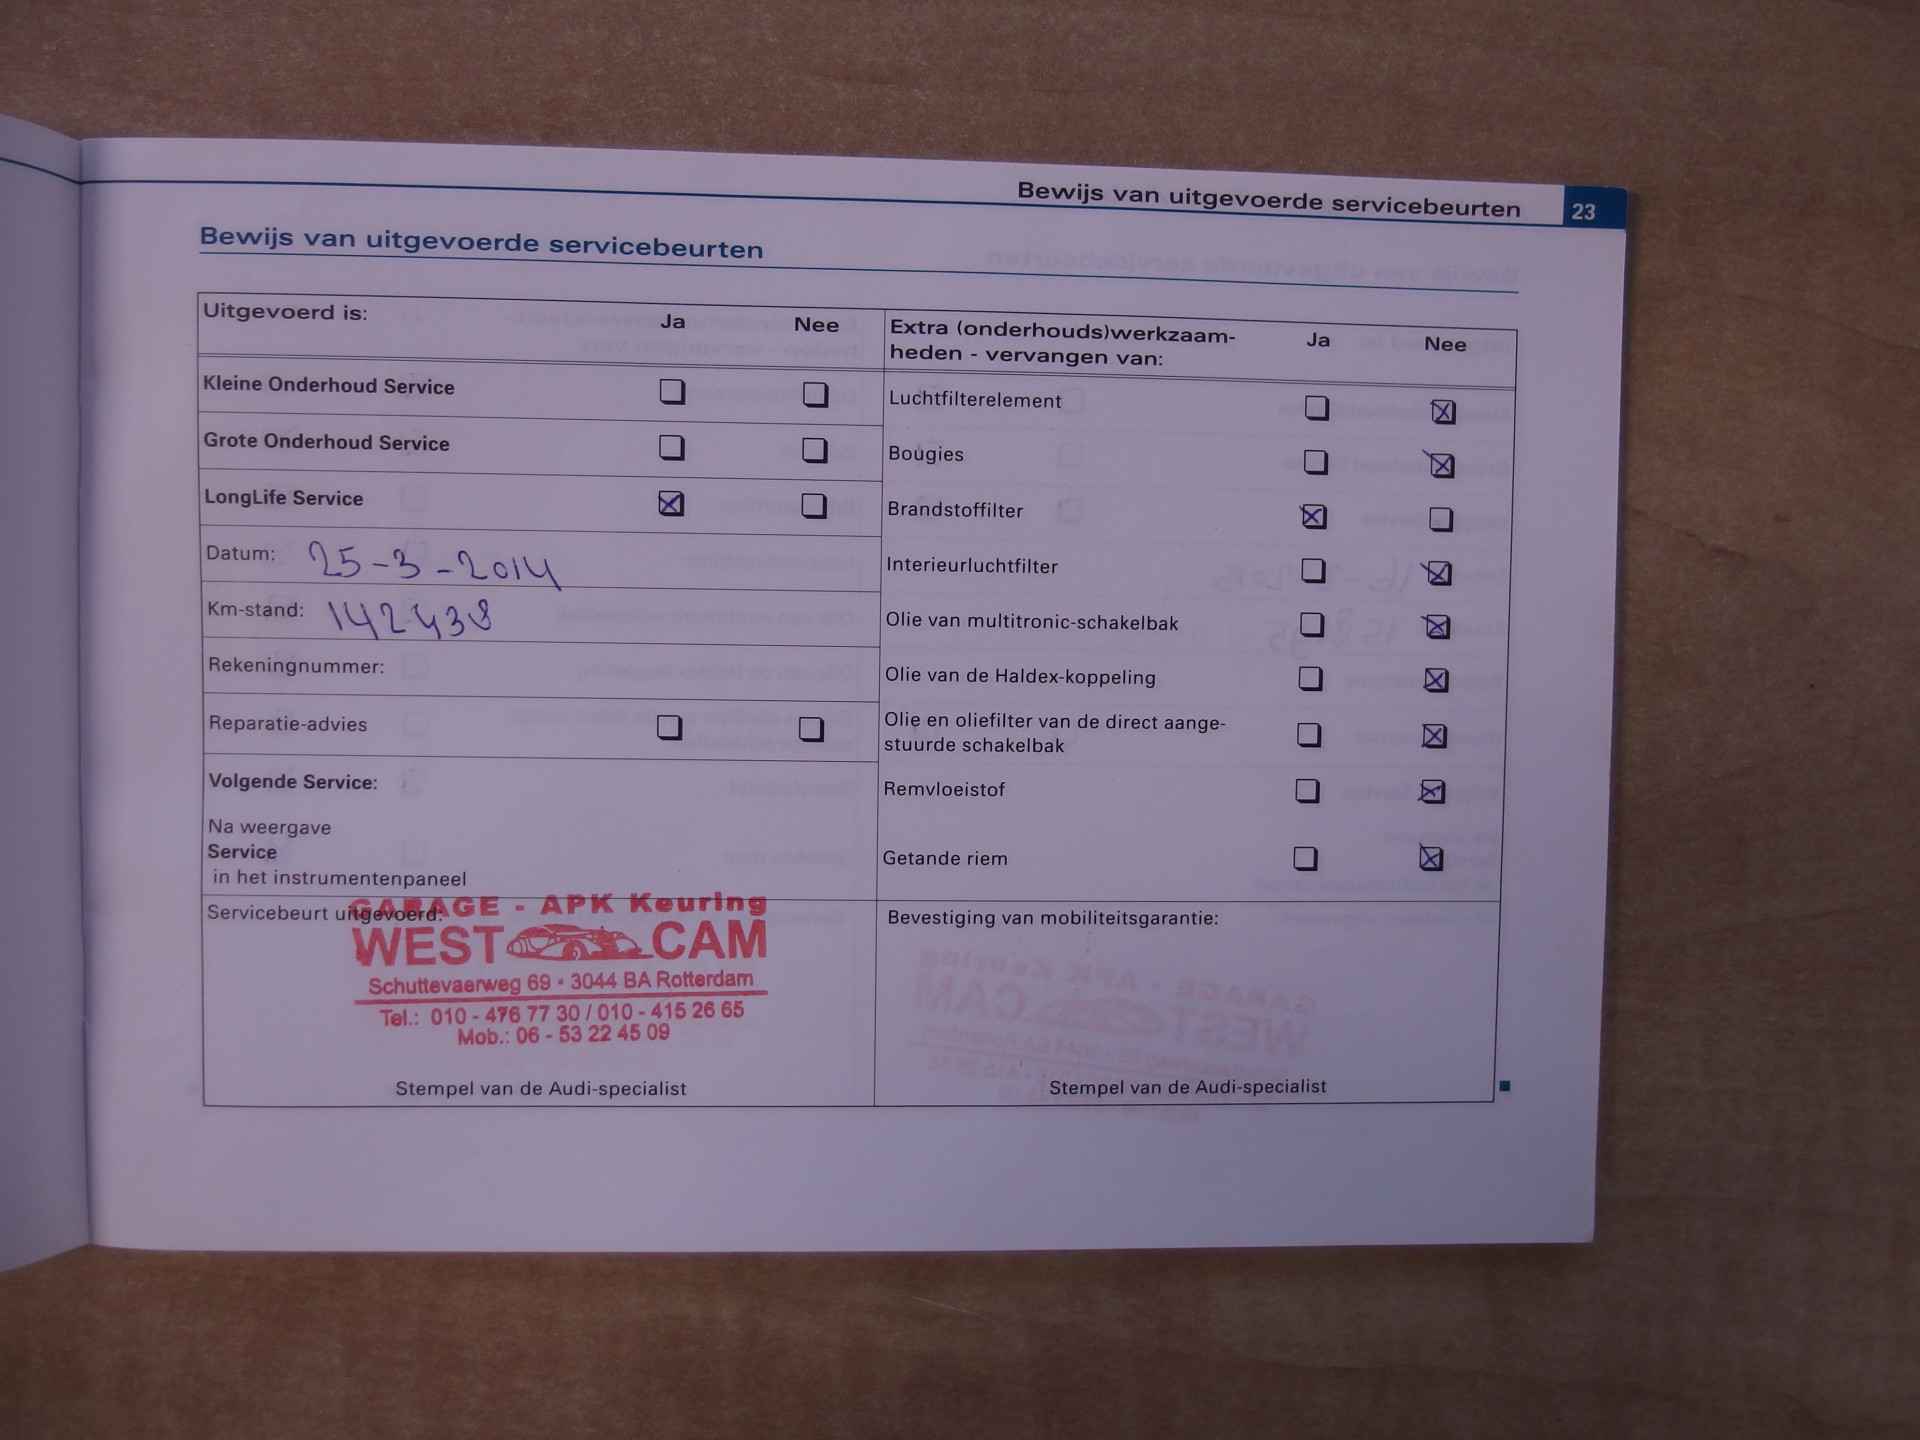 Bewijs van uitgevoerde servicebeurten 23
Bewijs van uitgevoerde servicebeurten
Uitgevoerd is: Ja Nee
Kleine Onderhoud Service
Grote Onderhoud Service
LongLife Service
Datum: 25-3-2014
Km-stand: 142438
Rekeningnummer:
Reparatie-advies
Volgende Service:
Na weergave
Service
in het instrumentenpaneel
Extra (onderhouds)werkzaam-
heden - vervangen van: Ja Nee
Luchtfilterelement
Bougies
Brandstoffilter
Interieurluchtfilter
Olie van multitronic-schakelbak
Olie van de Haldex-koppeling
Olie en oliefilter van de direct aange-
stuurde schakelbak
Remvloeistof
Getande riem
Servicebeurt uitgevoerd:
GARAGE - APK Keuring
WEST CAM
Schuttevaerweg 69 • 3044 BA Rotterdam
Tel.: 010 - 476 77 30 / 010 - 415 26 65
Mob.: 06 - 53 22 45 09
Stempel van de Audi-specialist
Bevestiging van mobiliteitsgarantie:
Stempel van de Audi-specialist